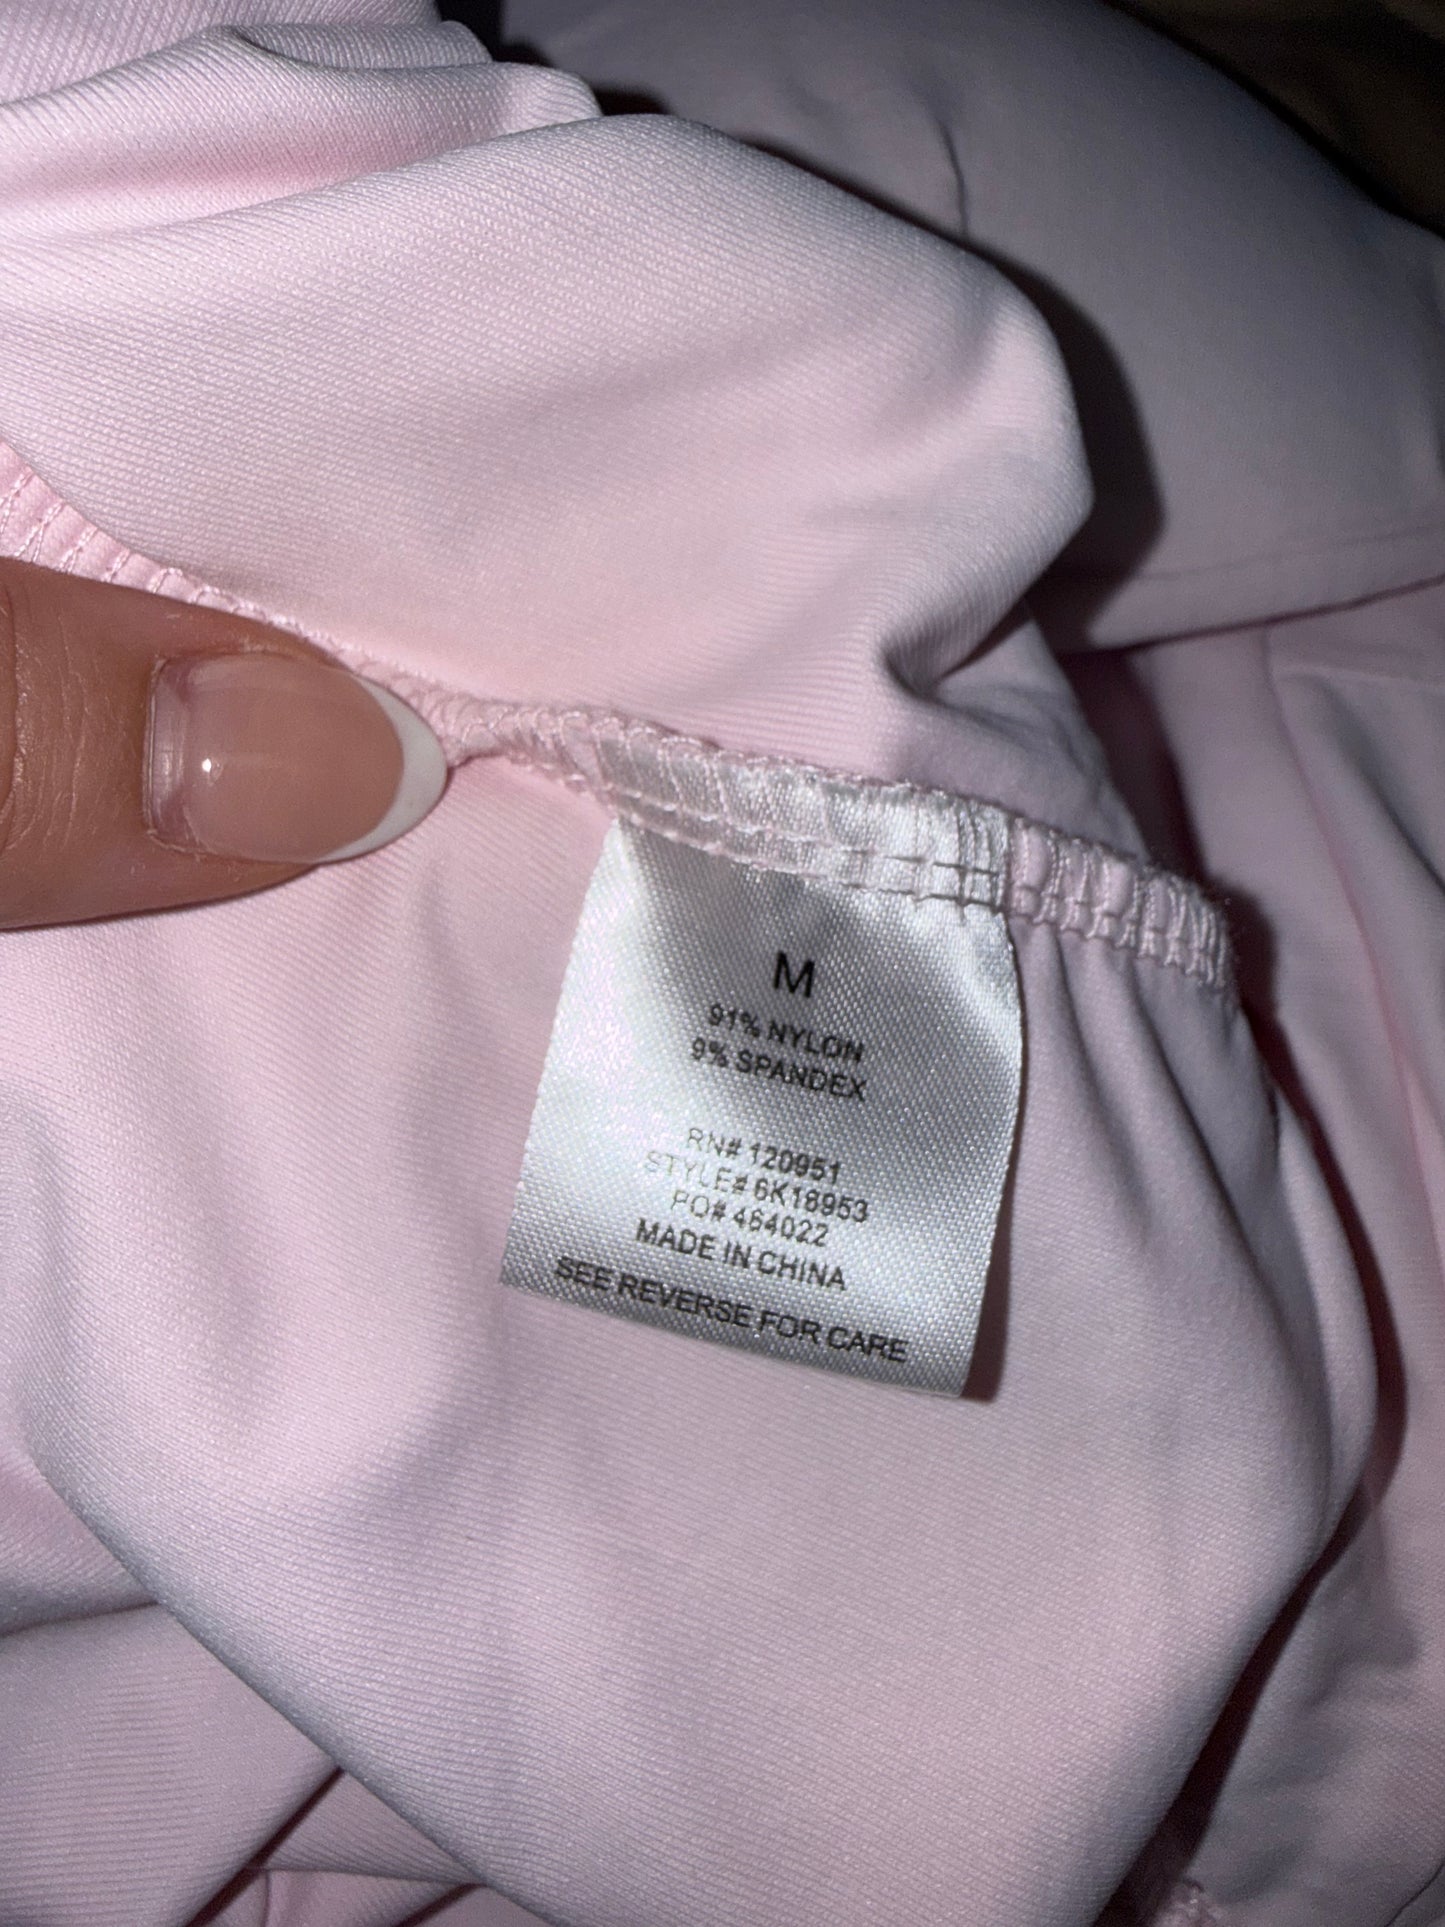 M
91% NYLON
9% SPANDEX
RN# 120951
STYLE# 6K18953
PO# 464022
MADE IN CHINA
SEE REVERSE FOR CARE